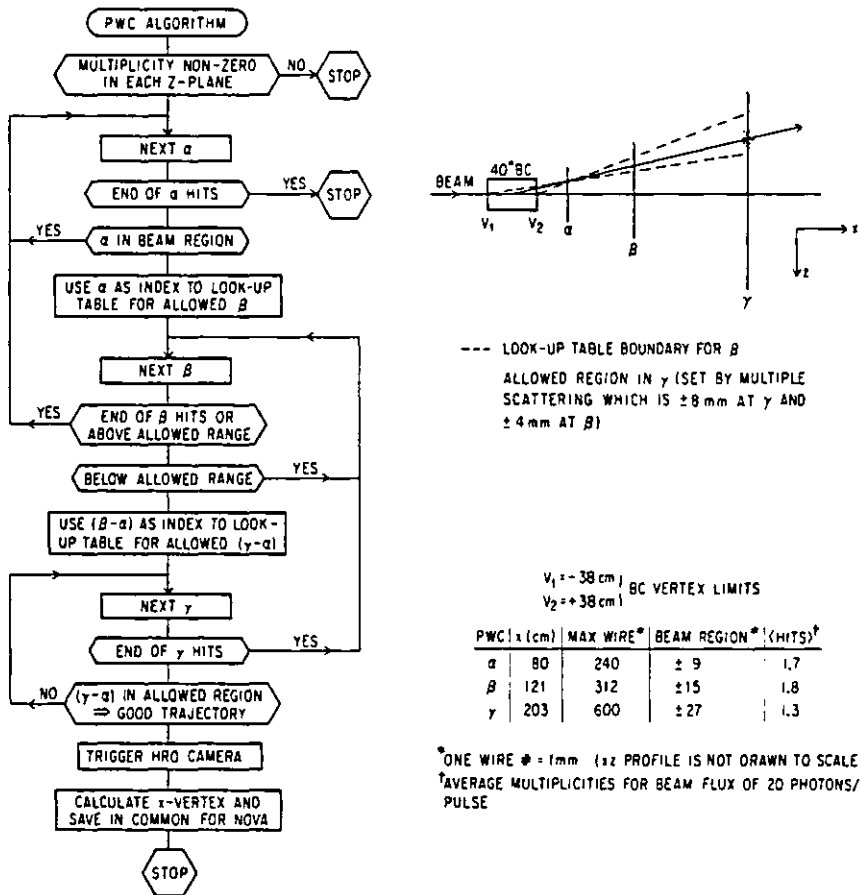 PWC ALGORITHM
MULTIPLICITY NON-ZERO
IN EACH Z-PLANE
NO
STOP
NEXT α
END OF α HITS
YES
STOP
YES
α IN BEAM REGION
USE α AS INDEX TO LOOK-UP
TABLE FOR ALLOWED β
NEXT β
YES
END OF β HITS OR
ABOVE ALLOWED RANGE
BELOW ALLOWED RANGE
YES
USE (β-α) AS INDEX TO LOOK-
UP TABLE FOR ALLOWED (γ-α)
NEXT γ
END OF γ HITS
YES
NO
(γ-α) IN ALLOWED REGION
⇒ GOOD TRAJECTORY
TRIGGER HRO CAMERA
CALCULATE x-VERTEX AND
SAVE IN COMMON FOR NOVA
STOP
40"BC
BEAM
V1 V2 α
β
γ
x
z
--- LOOK-UP TABLE BOUNDARY FOR β
ALLOWED REGION IN γ (SET BY MULTIPLE
SCATTERING WHICH IS ±8 mm AT γ AND
±4 mm AT β)
V1 = -38 cm
V2 = +38 cm
BC VERTEX LIMITS
PWC x (cm) MAX WIRE* BEAM REGION* ⟨HITS⟩†
α 80 240 ± 9 1.7
β 121 312 ±15 1.8
γ 203 600 ±27 1.3
*ONE WIRE # = 1mm (xz PROFILE IS NOT DRAWN TO SCALE
†AVERAGE MULTIPLICITIES FOR BEAM FLUX OF 20 PHOTONS/
PULSE